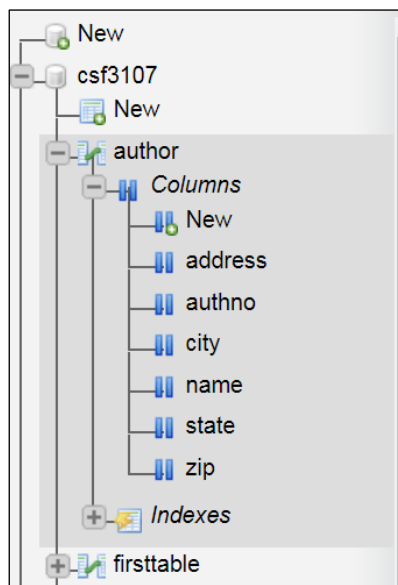 New
csf3107
New
author
Columns
New
address
authno
city
name
state
zip
Indexes
firsttable